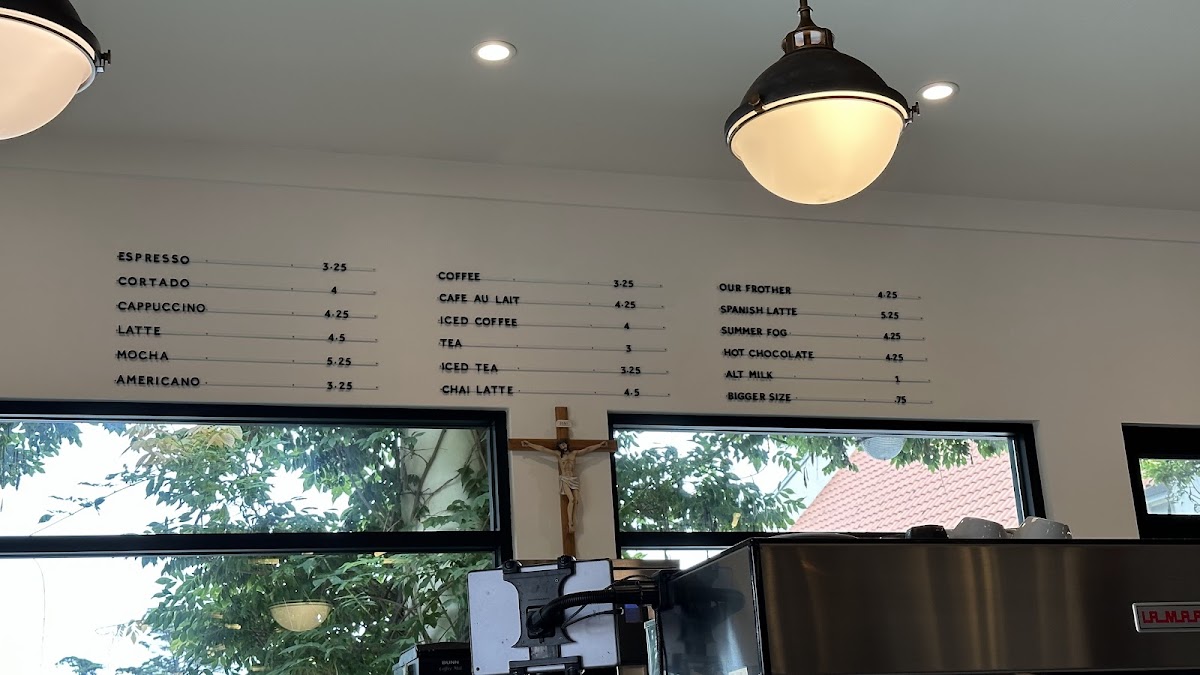 ESPRESSO 3.25
CORTADO 4
CAPPUCCINO 4.25
LATTE 4.5
MOCHA 5.25
AMERICANO 3.25
COFFEE 3.25
CAFE AU LAIT 4.25
ICED COFFEE 4
TEA 3
ICED TEA 3.25
CHAI LATTE 4.5
OUR FROTHER 4.25
SPANISH LATTE 5.25
SUMMER FOG 4.25
HOT CHOCOLATE 4.25
ALT MILK 1
BIGGER SIZE .75
BUNN